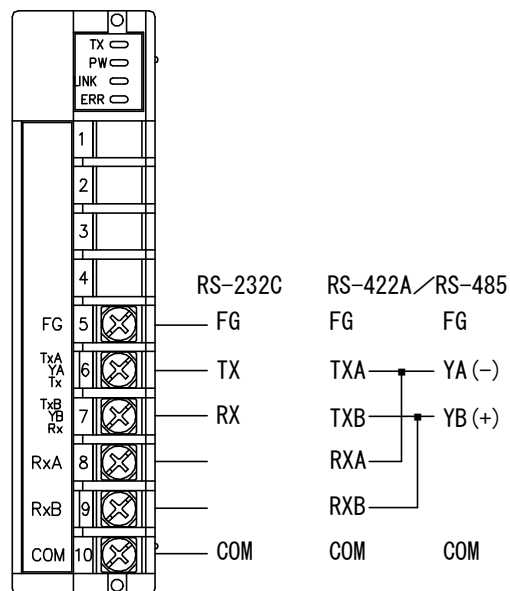 TX
PW
LINK
ERR
1
2
3
4
RS-232C RS-422A／RS-485
FG 5 FG FG FG
TxA
YA
Tx
6 TX TXA YA(-)
TxB
YB
Rx
7 RX TXB YB(+)
RxA 8 RXA
RxB 9 RXB
COM 10 COM COM COM